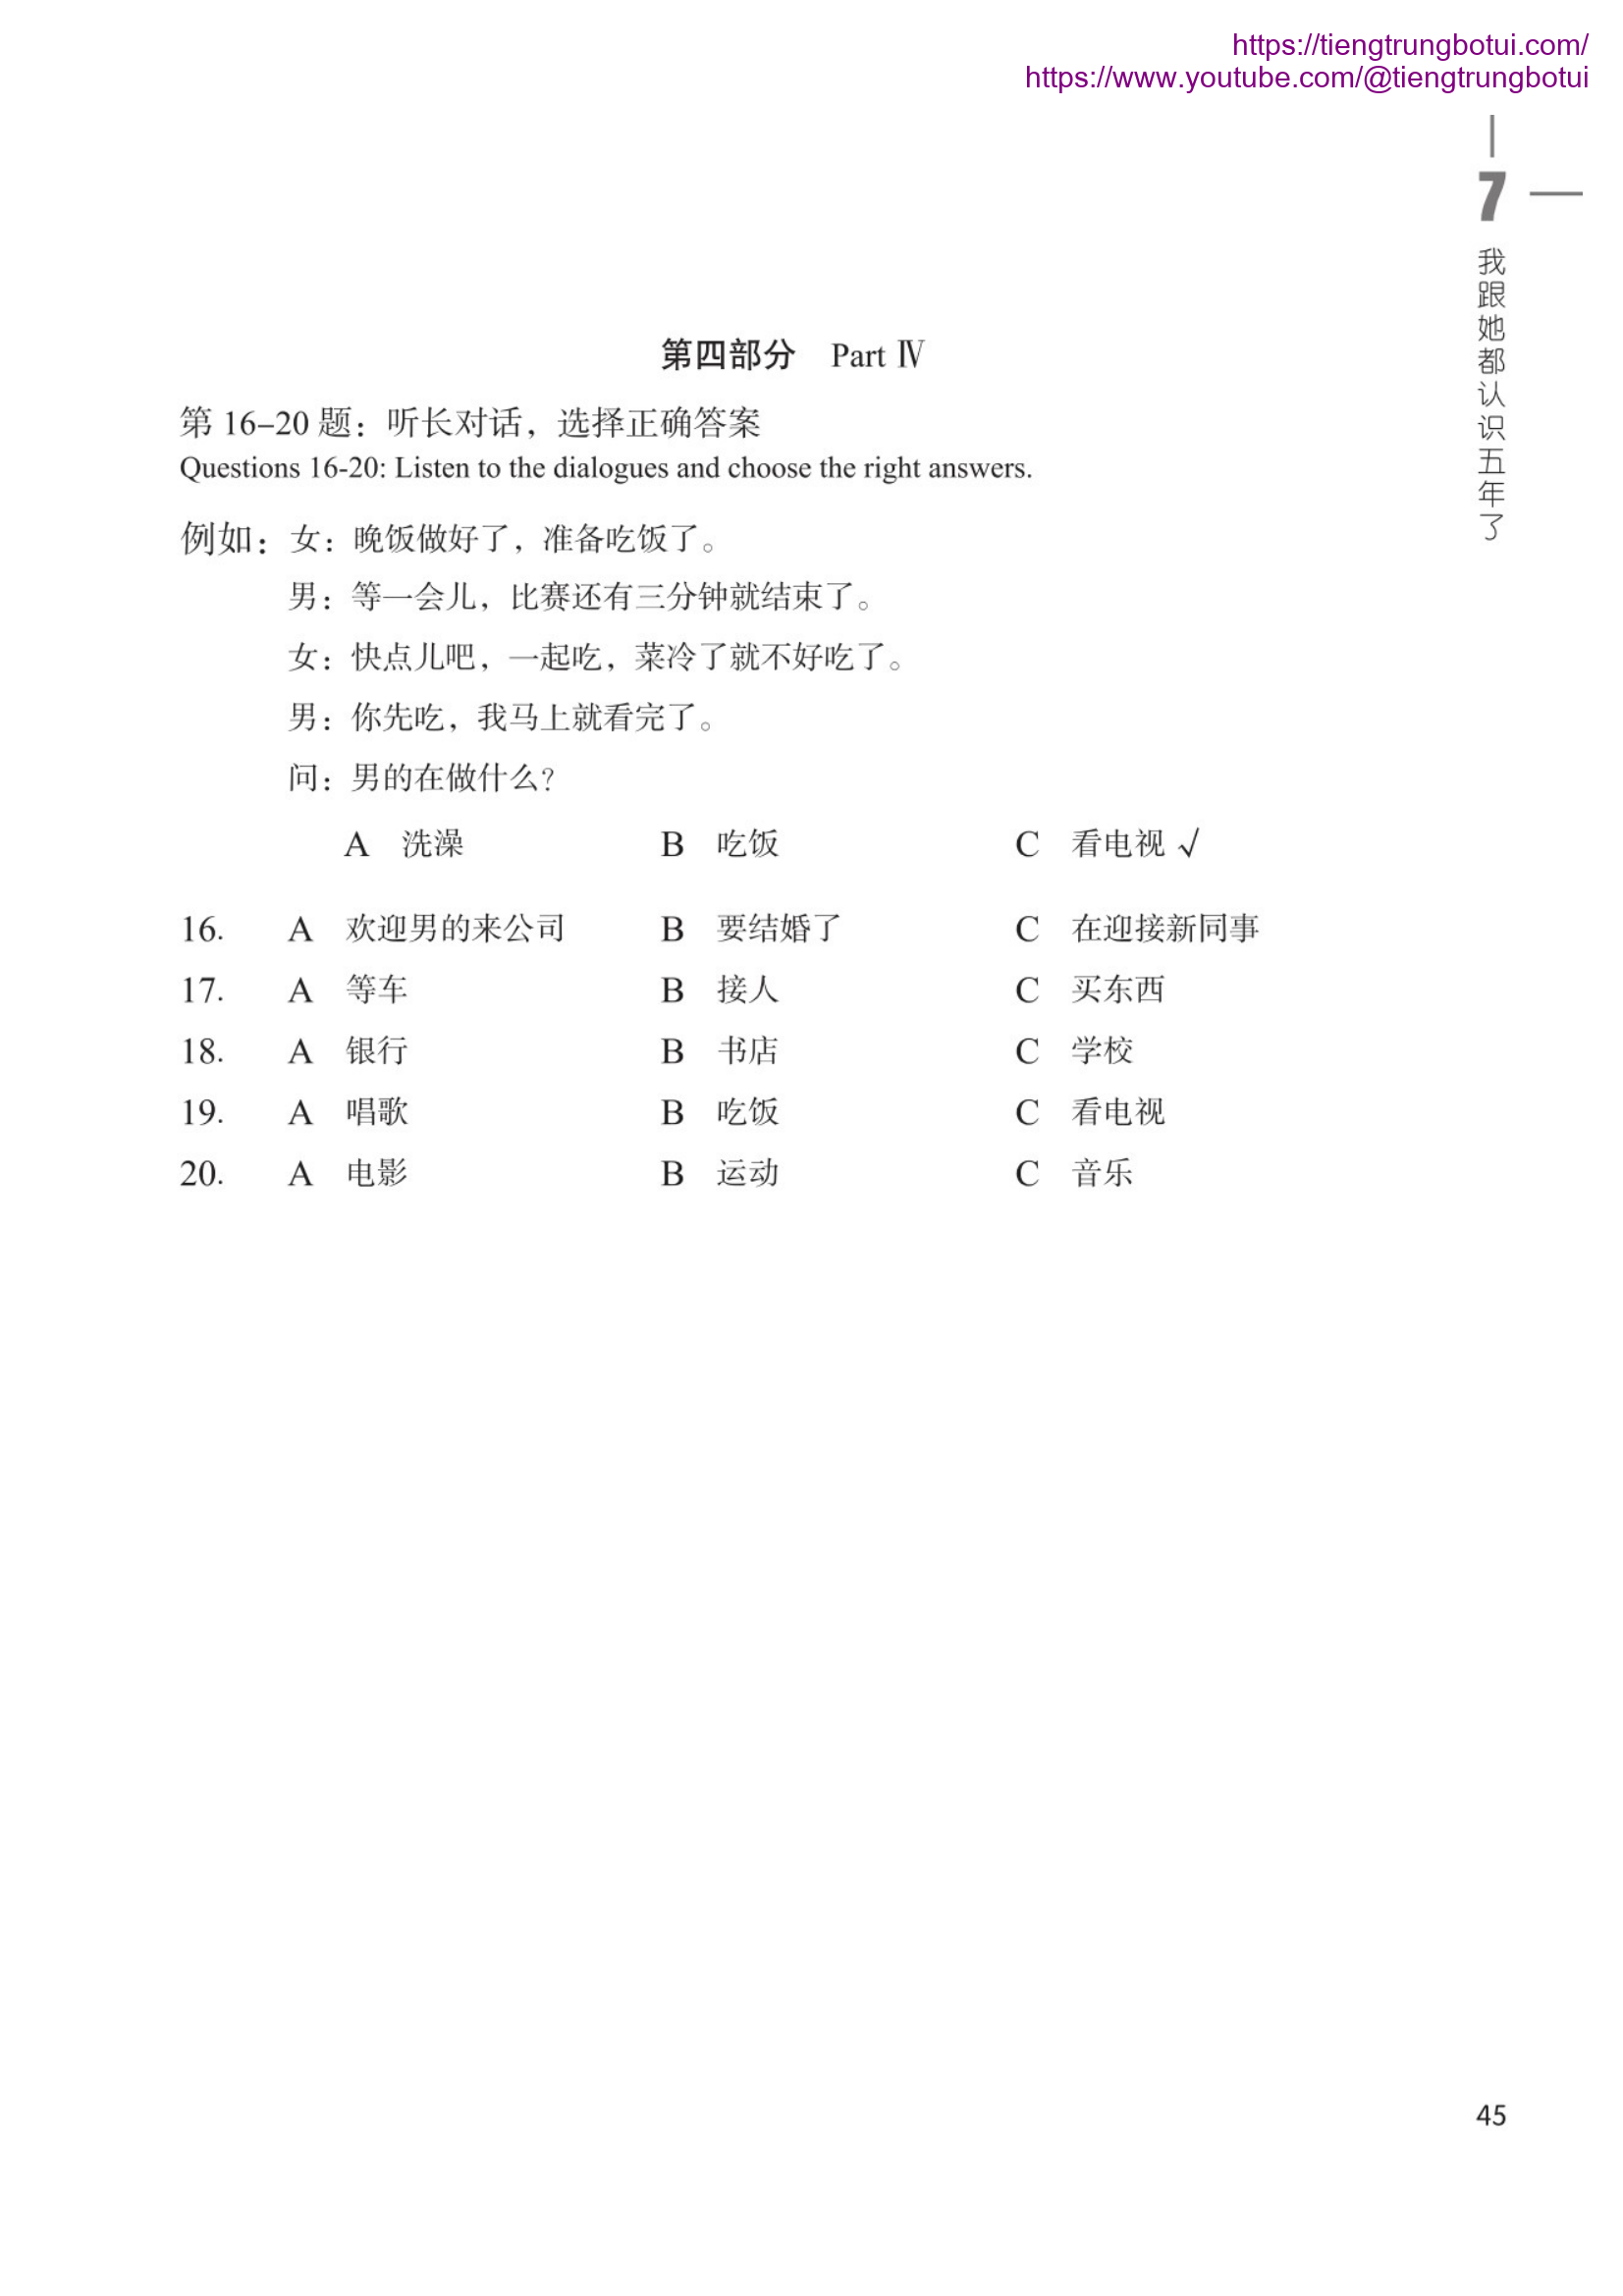 https://tiengtrungbotui.com/
https://www.youtube.com/@tiengtrungbotui
7
我跟她都认识五年了
第四部分 Part Ⅳ
第 16–20 题：听长对话，选择正确答案
Questions 16-20: Listen to the dialogues and choose the right answers.
例如：女：晚饭做好了，准备吃饭了。
男：等一会儿，比赛还有三分钟就结束了。
女：快点儿吧，一起吃，菜冷了就不好吃了。
男：你先吃，我马上就看完了。
问：男的在做什么？
A 洗澡 B 吃饭 C 看电视 √
16. A 欢迎男的来公司 B 要结婚了 C 在迎接新同事
17. A 等车 B 接人 C 买东西
18. A 银行 B 书店 C 学校
19. A 唱歌 B 吃饭 C 看电视
20. A 电影 B 运动 C 音乐
45